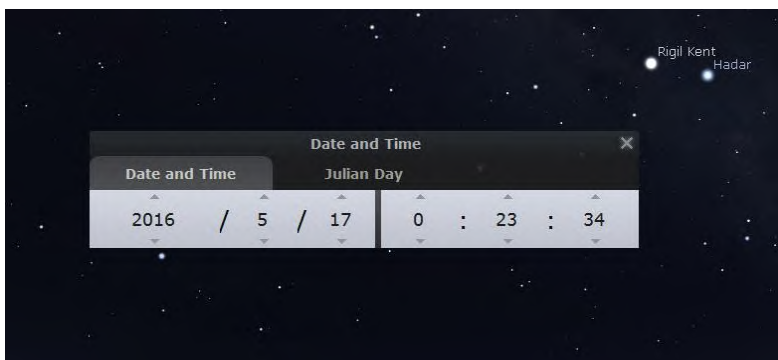 Rigil Kent
Hadar
Date and Time
Date and Time Julian Day
2016 / 5 / 17 0 : 23 : 34